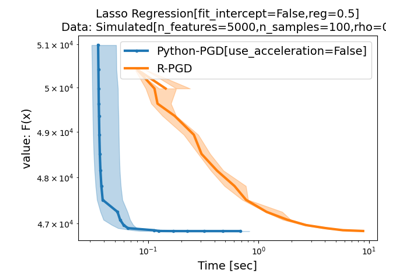 Lasso Regression[fit_intercept=False,reg=0.5]
Data: Simulated[n_features=5000,n_samples=100,rho=0
Python-PGD[use_acceleration=False]
R-PGD
value: F(x)
5.1 × 10⁴
5 × 10⁴
4.9 × 10⁴
4.8 × 10⁴
4.7 × 10⁴
10⁻¹ 10⁰ 10¹
Time [sec]